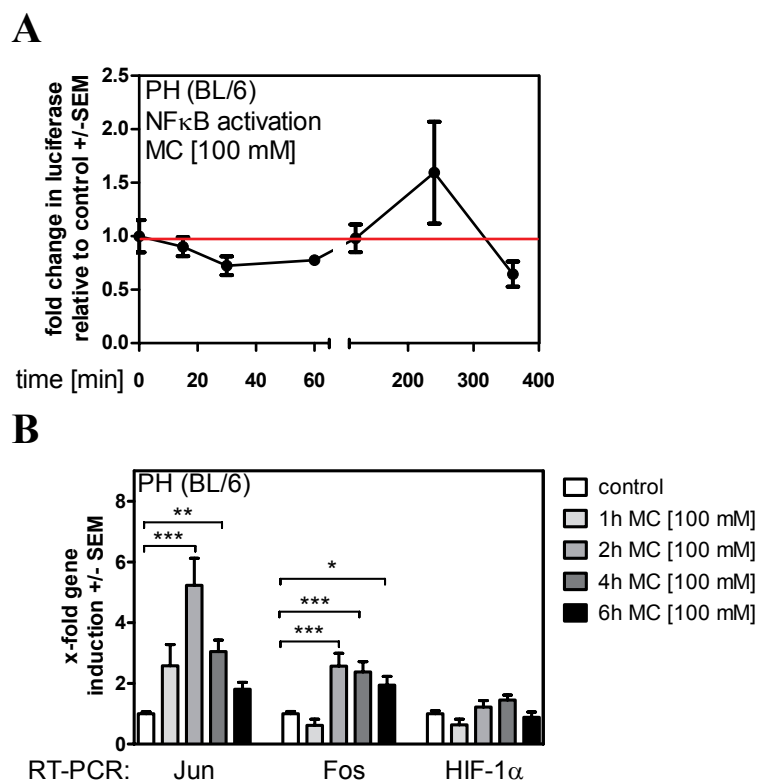 A
fold change in luciferase
relative to control +/-SEM
2.5
2.0
1.5
1.0
0.5
0.0
PH (BL/6)
NFκB activation
MC [100 mM]
time [min] 0 20 40 60 200 300 400
B
x-fold gene
induction +/- SEM
8
6
4
2
0
PH (BL/6)
**
***
*
***
***
RT-PCR: Jun Fos HIF-1α
control
1h MC [100 mM]
2h MC [100 mM]
4h MC [100 mM]
6h MC [100 mM]